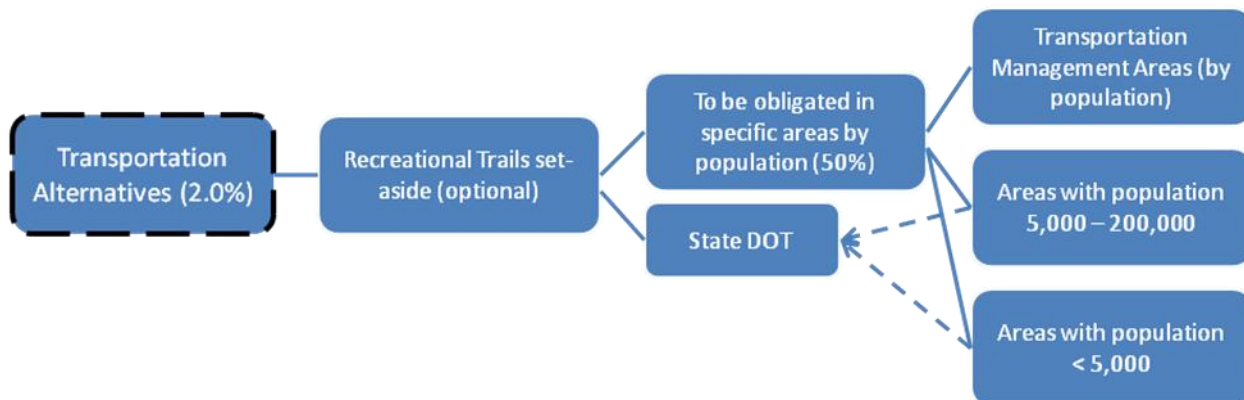 Transportation
Alternatives (2.0%)
Recreational Trails set-
aside (optional)
To be obligated in
specific areas by
population (50%)
State DOT
Transportation
Management Areas (by
population)
Areas with population
5,000 – 200,000
Areas with population
< 5,000